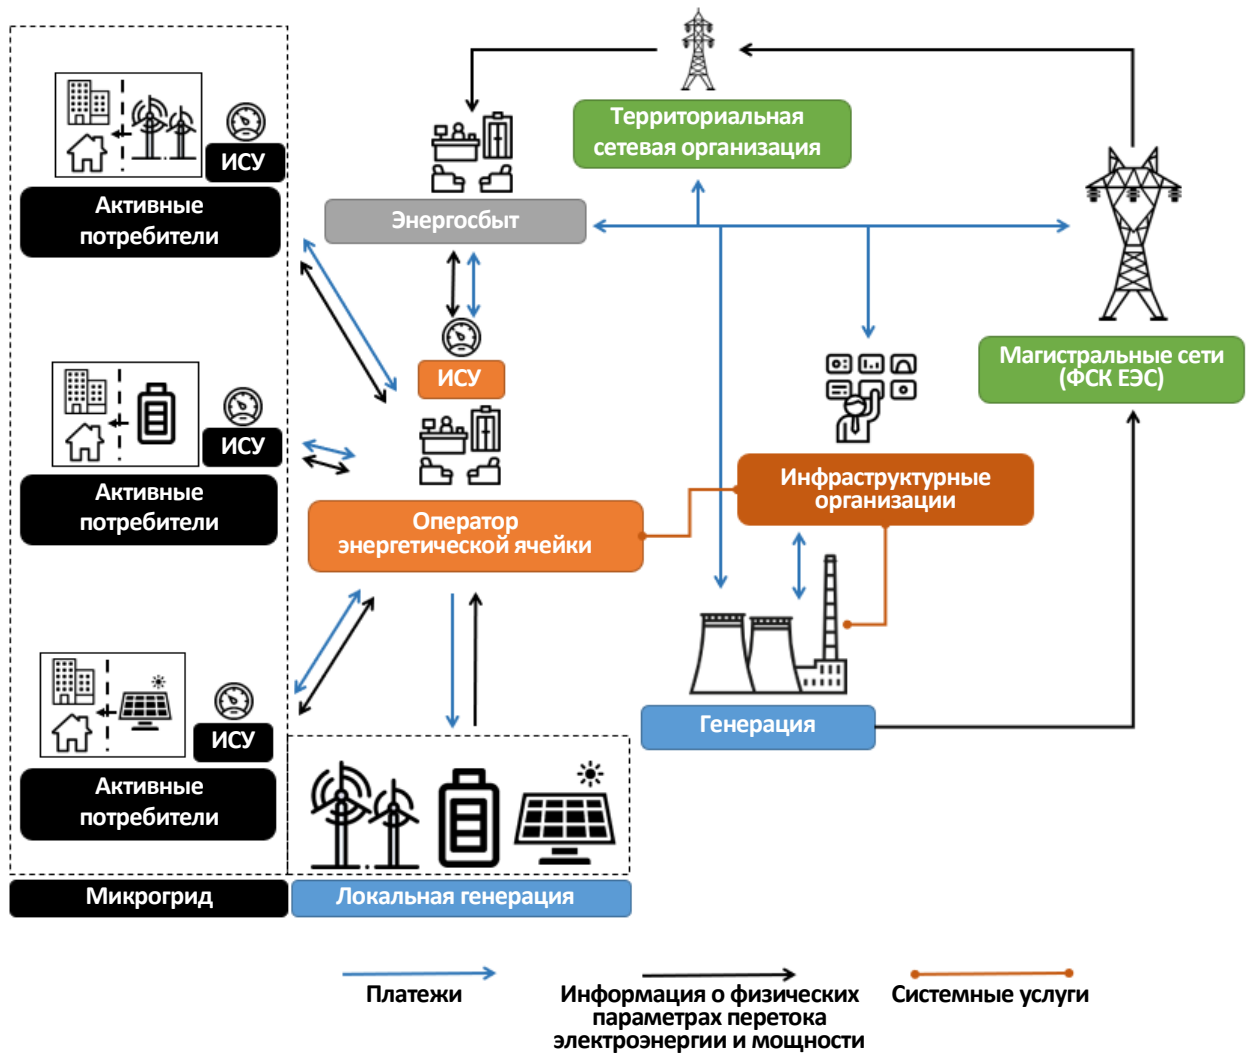 Территориальная
сетевая организация
ИСУ
Активные
потребители
Энергосбыт
Магистральные сети
(ФСК ЕЭС)
ИСУ
ИСУ
Активные
потребители
Инфраструктурные
организации
Оператор
энергетической ячейки
ИСУ
Генерация
Активные
потребители
Микрогрид
Локальная генерация
Платежи
Информация о физических
параметрах перетока
электроэнергии и мощности
Системные услуги